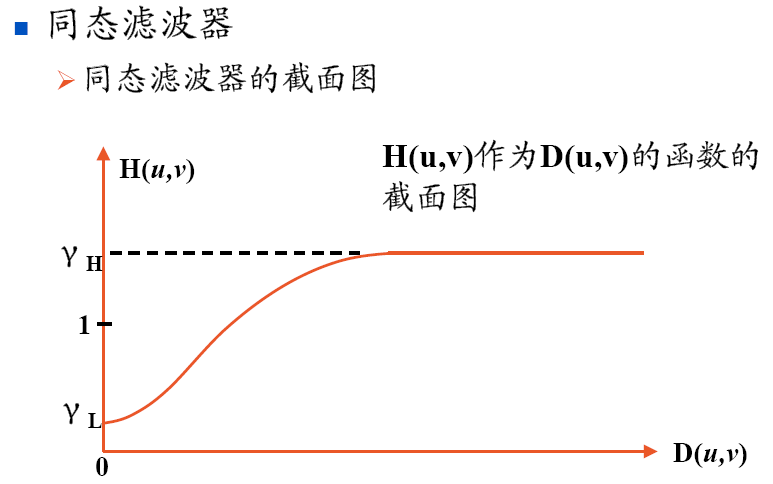 同态滤波器
同态滤波器的截面图
H(u,v)作为D(u,v)的函数的
截面图
H(u,v)
γH
1
γL
0
D(u,v)